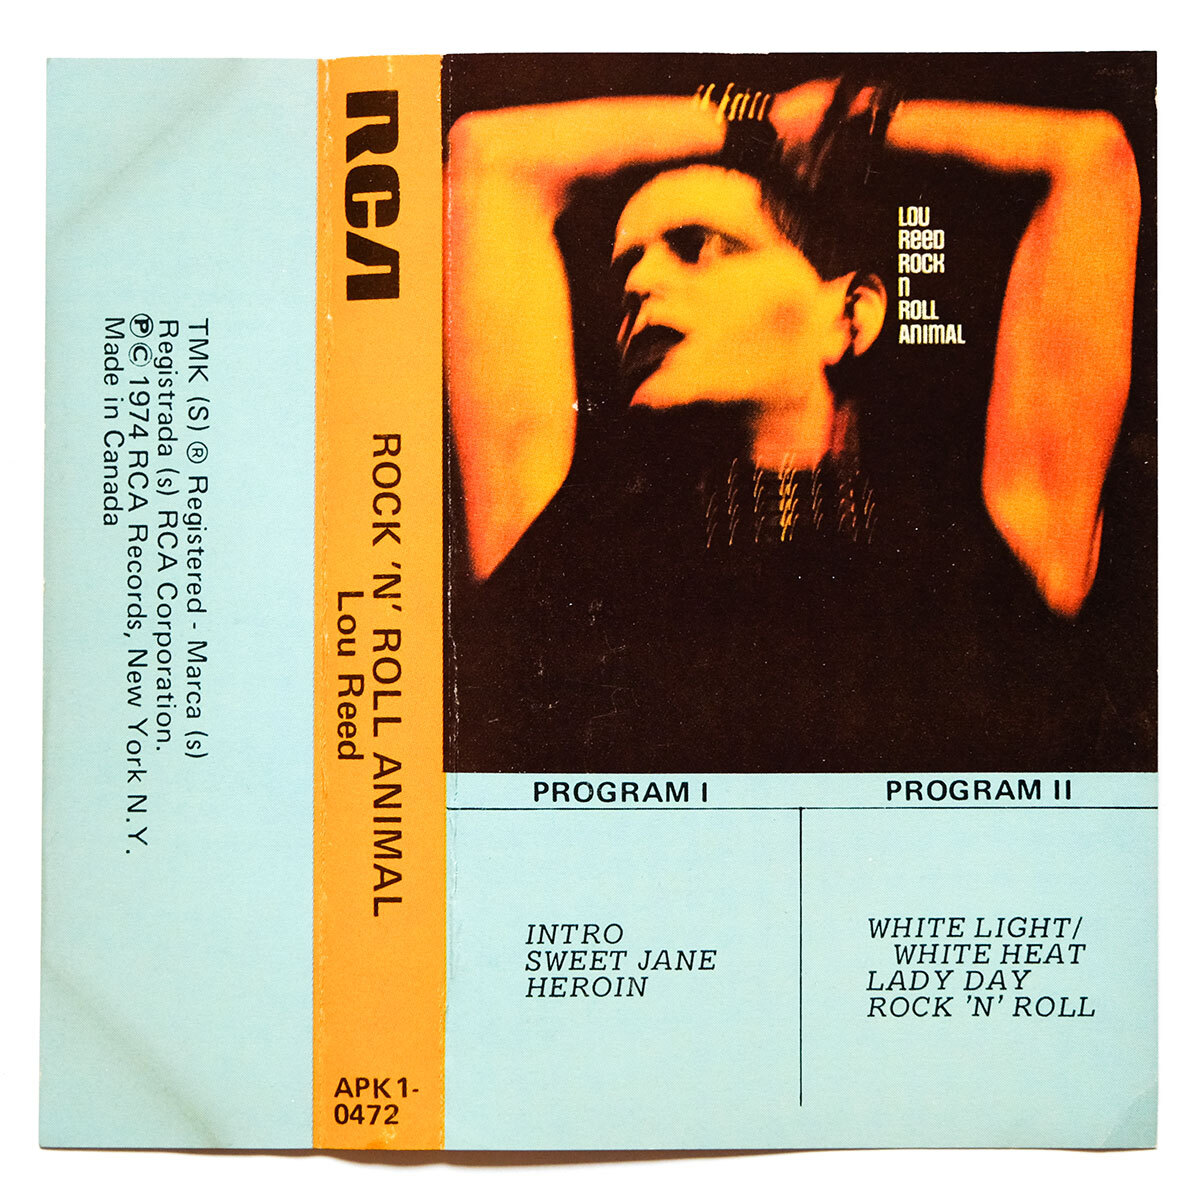 TMK (S) ® Registered - Marca (s)
Registrada (s) RCA Corporation.
℗© 1974 RCA Records, New York N.Y.
Made in Canada
RCA
ROCK 'N' ROLL ANIMAL
Lou Reed
APK1-
0472
LOU
REED
ROCK
N
ROLL
ANIMAL
PROGRAM I
INTRO
SWEET JANE
HEROIN
PROGRAM II
WHITE LIGHT/
WHITE HEAT
LADY DAY
ROCK 'N' ROLL